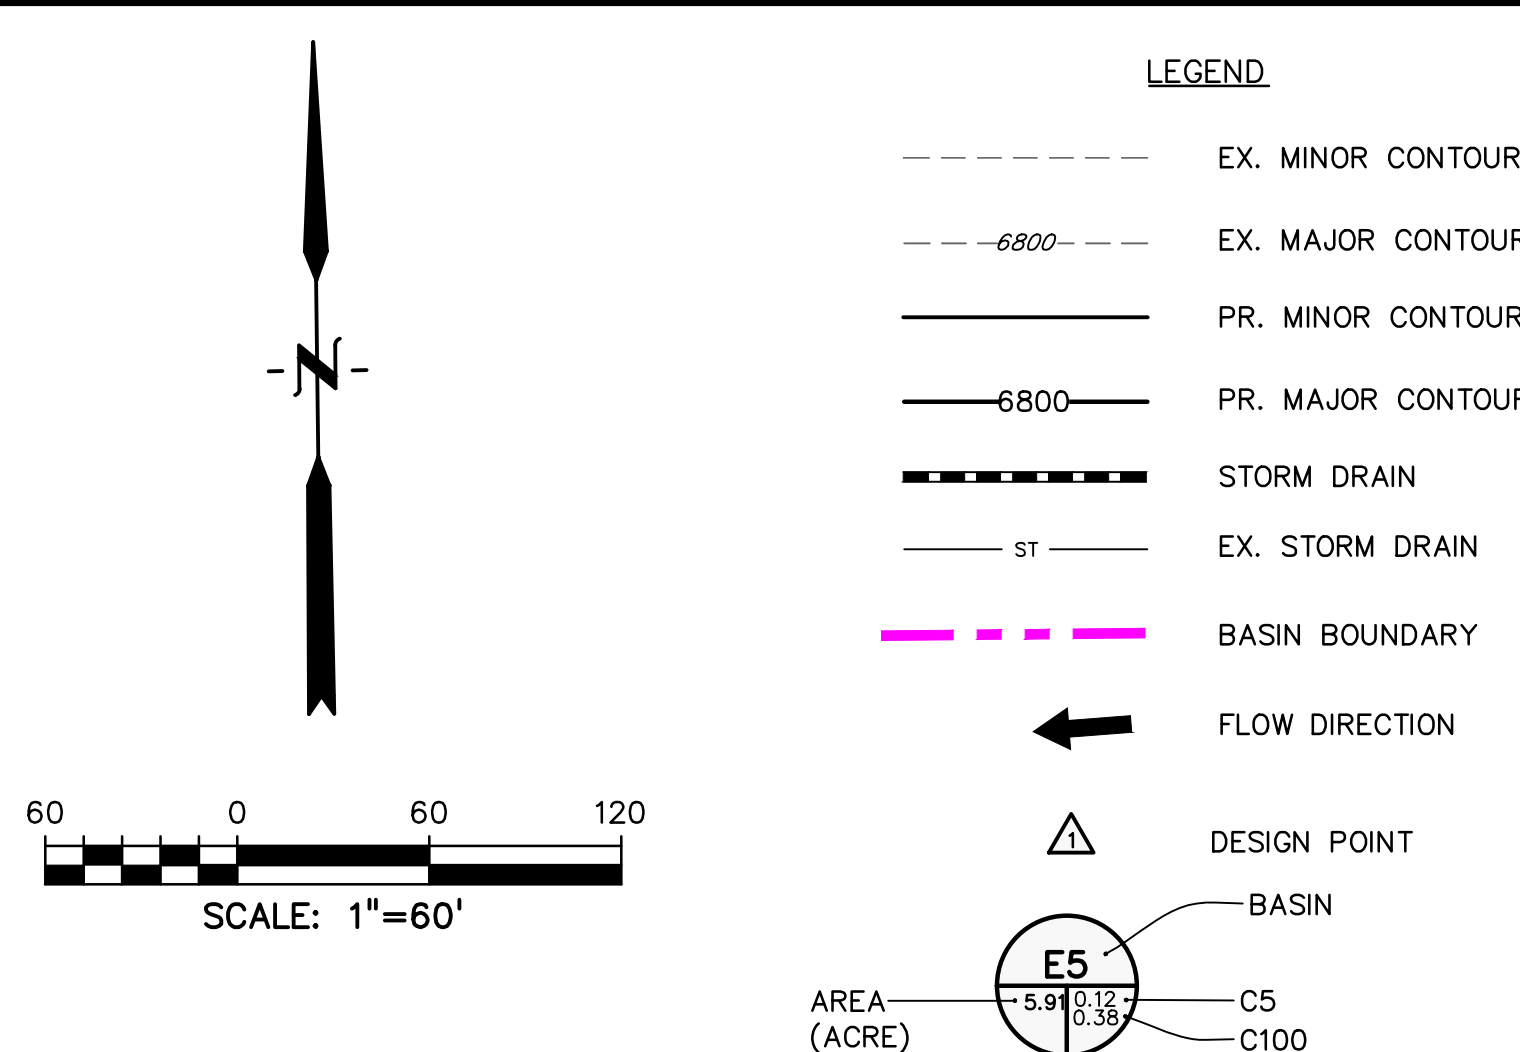 N
60 0 60 120
SCALE: 1"=60'
LEGEND
EX. MINOR CONTOUR
6800 EX. MAJOR CONTOUR
PR. MINOR CONTOUR
6800 PR. MAJOR CONTOUR
STORM DRAIN
ST EX. STORM DRAIN
BASIN BOUNDARY
FLOW DIRECTION
1 DESIGN POINT
BASIN
E5
AREA 5.91 0.12 C5
(ACRE) 0.38 C100